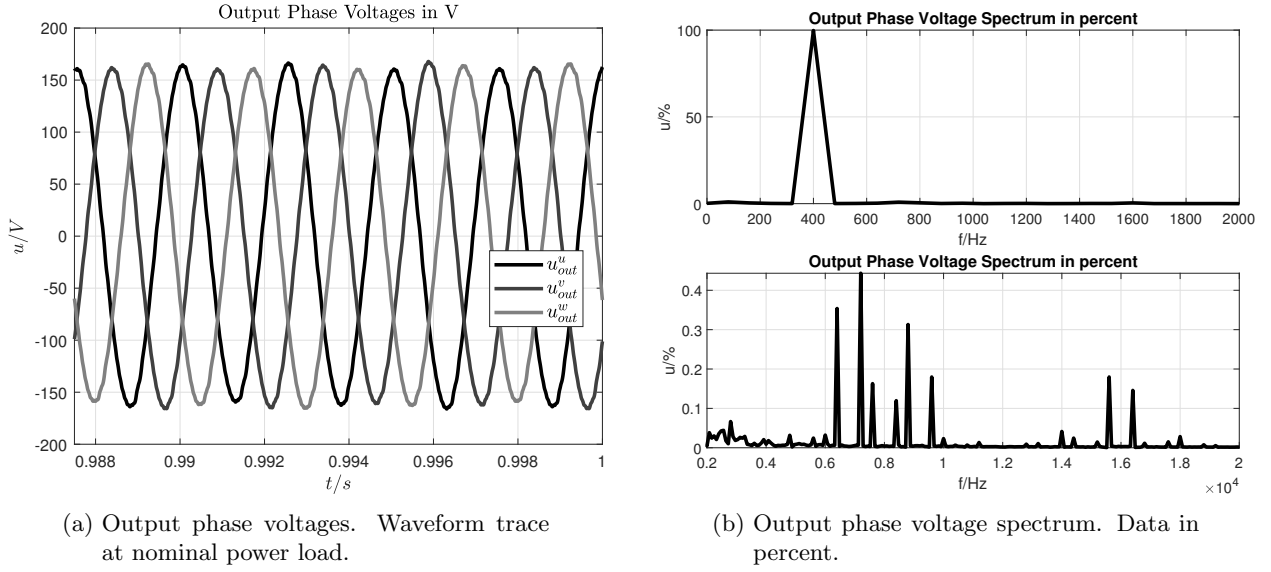 Output Phase Voltages in V
200
150
100
50
0
-50
-100
-150
-200
u/V
0.988
0.99
0.992
0.994
0.996
0.998
1
t/s
u^u_out
u^v_out
u^w_out
(a) Output phase voltages. Waveform trace
at nominal power load.
Output Phase Voltage Spectrum in percent
100
50
0
u/%
0
200
400
600
800
1000
1200
1400
1600
1800
2000
f/Hz
Output Phase Voltage Spectrum in percent
0.4
0.3
0.2
0.1
0
u/%
0.2
0.4
0.6
0.8
1
1.2
1.4
1.6
1.8
2
f/Hz
×10^4
(b) Output phase voltage spectrum. Data in
percent.